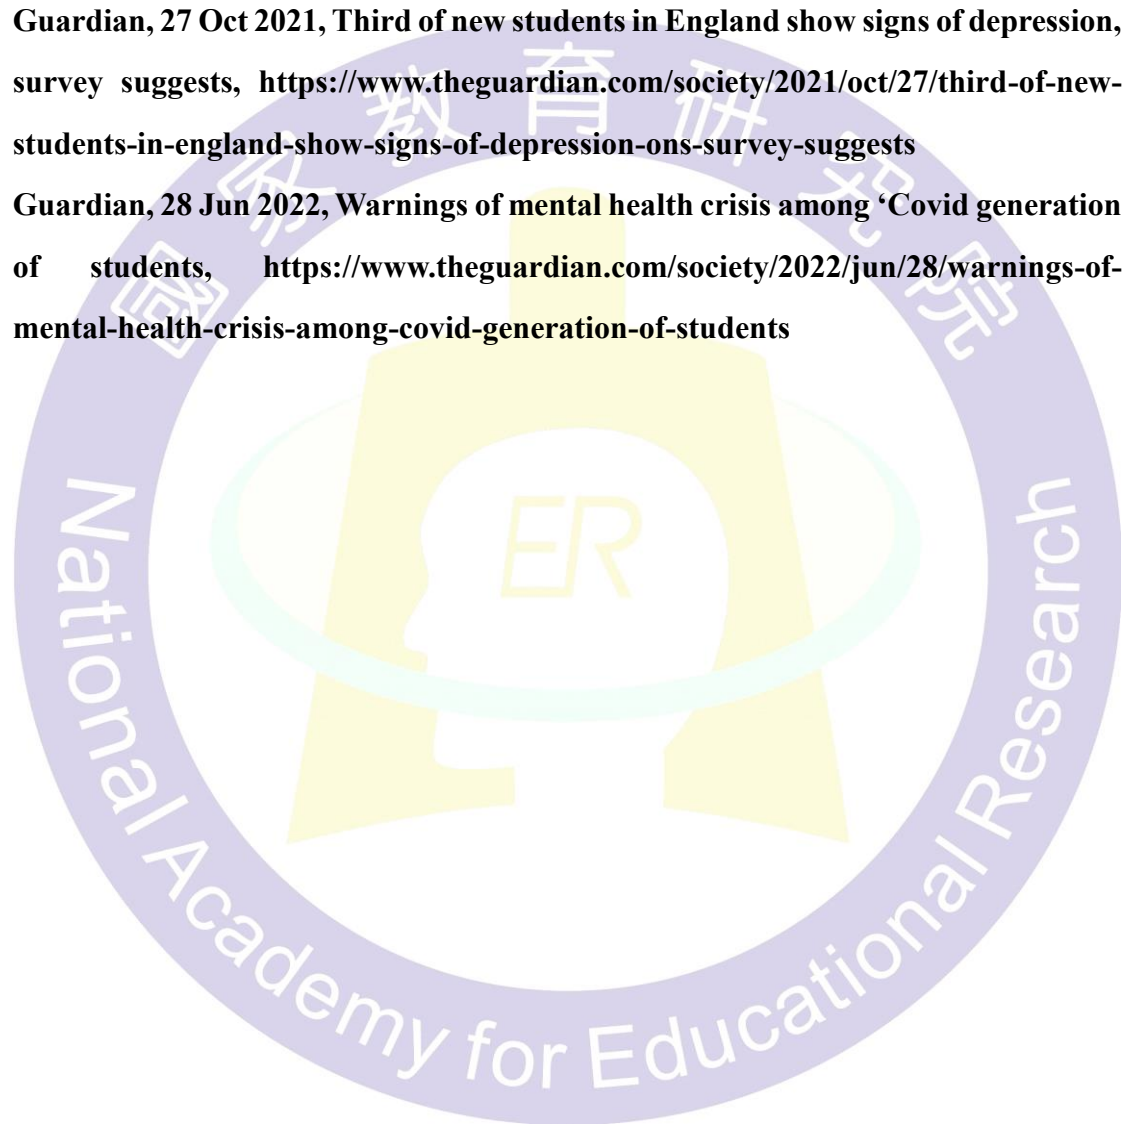 Guardian, 27 Oct 2021, Third of new students in England show signs of depression,
survey suggests, https://www.theguardian.com/society/2021/oct/27/third-of-new-
students-in-england-show-signs-of-depression-ons-survey-suggests
Guardian, 28 Jun 2022, Warnings of mental health crisis among ‘Covid generation
of students, https://www.theguardian.com/society/2022/jun/28/warnings-of-
mental-health-crisis-among-covid-generation-of-students
國家教育研究院
ER
National Academy for Educational Research